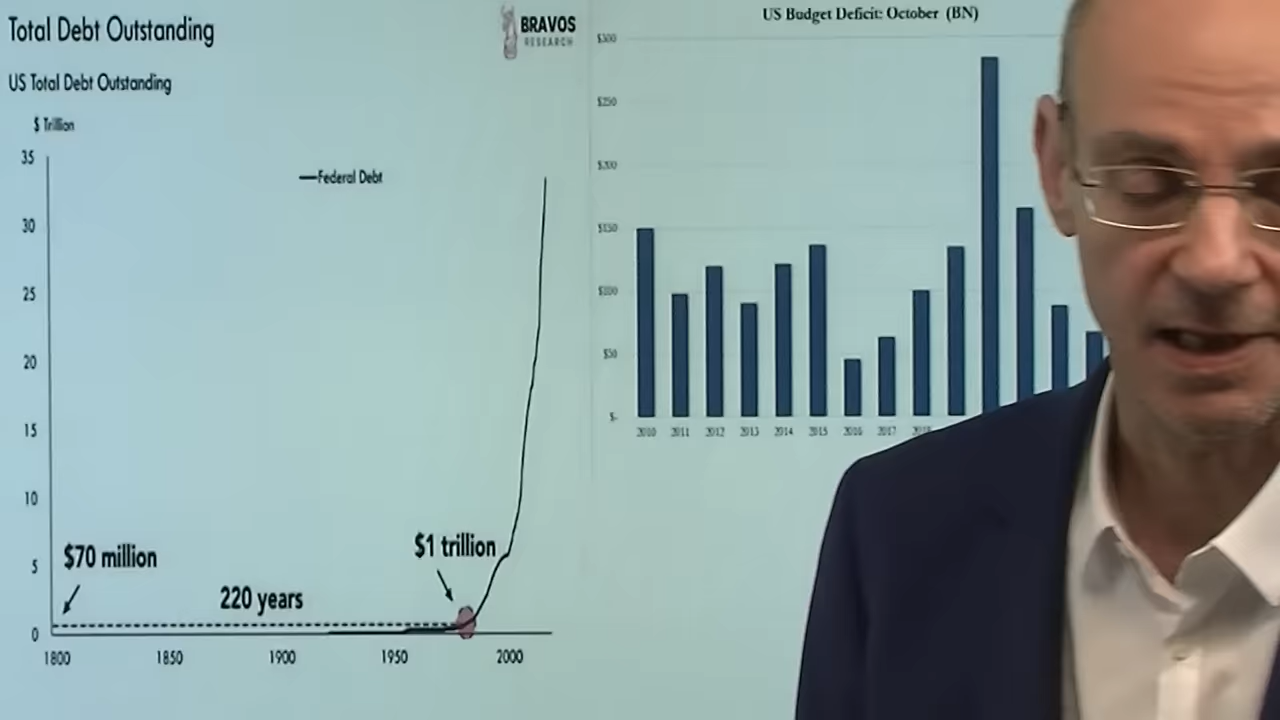 Total Debt Outstanding
BRAVOS
RESEARCH
US Total Debt Outstanding
$ Trillion
35
Federal Debt
30
25
20
15
10
$70 million
$1 trillion
5
220 years
0
1800 1850 1900 1950 2000
US Budget Deficit: October (BN)
$300
$250
$200
$150
$100
$50
$-
2010 2011 2012 2013 2014 2015 2016 2017